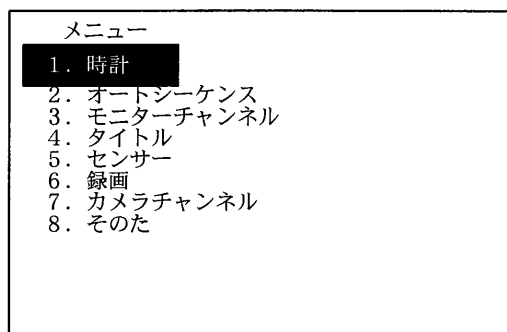 メニュー
1. 時計
2. オートシーケンス
3. モニターチャンネル
4. タイトル
5. センサー
6. 録画
7. カメラチャンネル
8. そのた